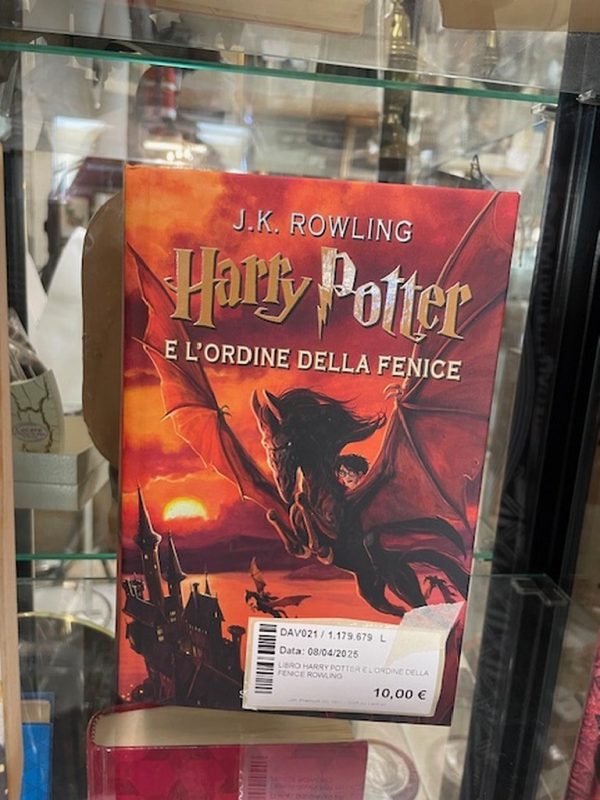 J.K. ROWLING
Harry Potter
E L'ORDINE DELLA FENICE
DAV021 / 1.179.679 L
Data: 08/04/2025
LIBRO HARRY POTTER E L'ORDINE DELLA
FENICE ROWLING
10,00 €